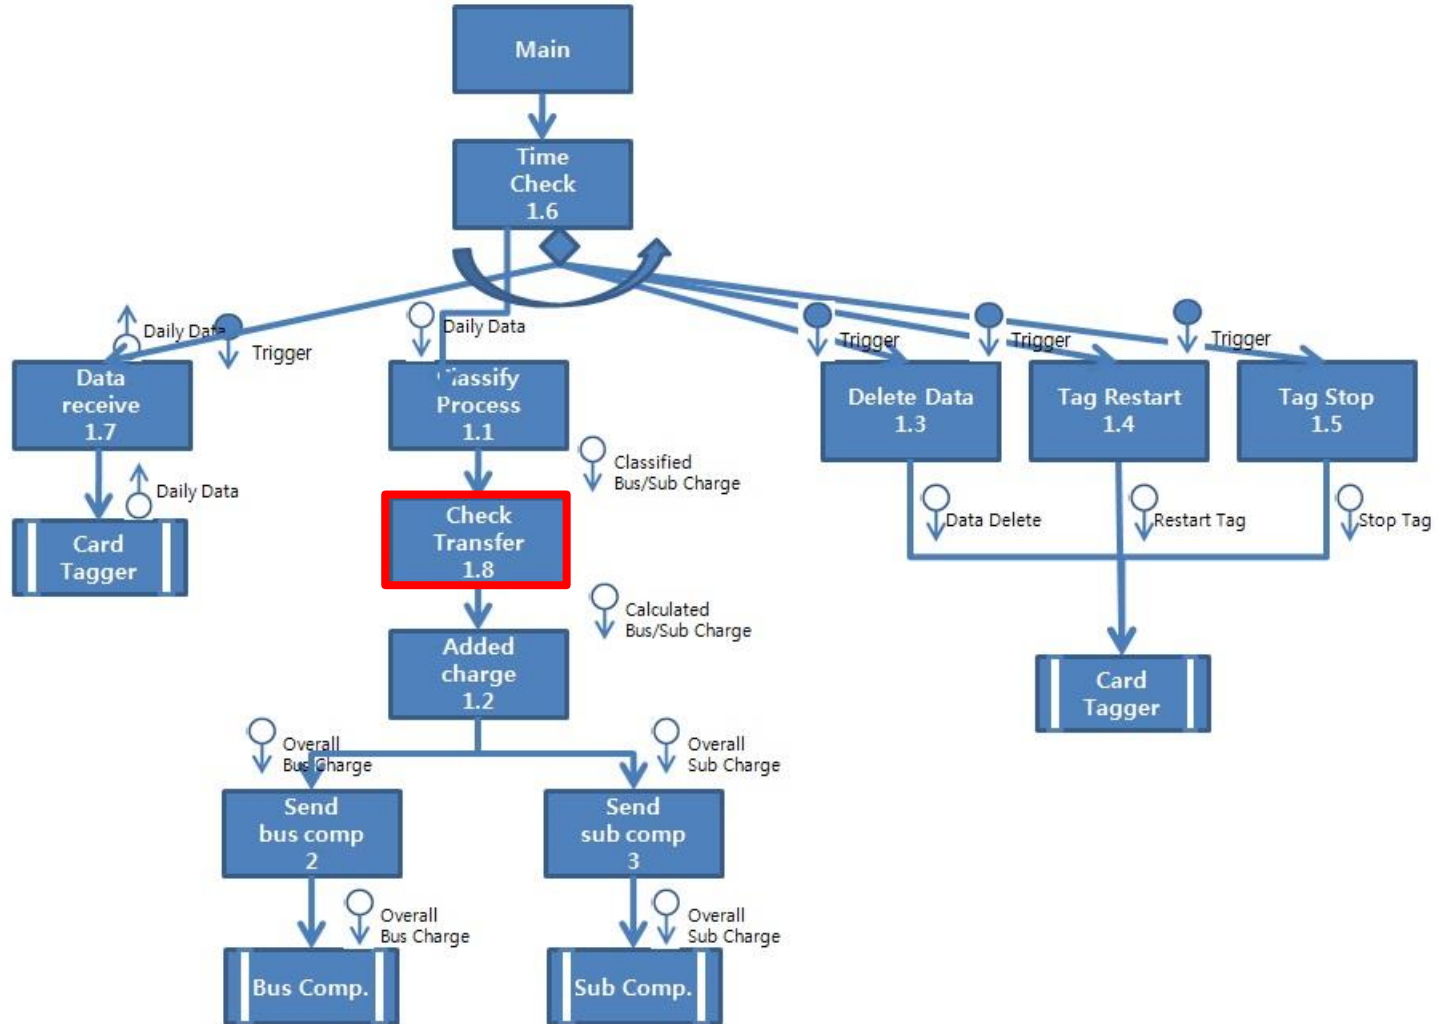 Main
Time
Check
1.6
Daily Data
Trigger
Daily Data
Trigger
Trigger
Trigger
Data
receive
1.7
Classify
Process
1.1
Delete Data
1.3
Tag Restart
1.4
Tag Stop
1.5
Daily Data
Classified
Bus/Sub Charge
Data Delete
Restart Tag
Stop Tag
Card
Tagger
Check
Transfer
1.8
Calculated
Bus/Sub Charge
Added
charge
1.2
Card
Tagger
Overall
Bus Charge
Overall
Sub Charge
Send
bus comp
2
Send
sub comp
3
Overall
Bus Charge
Overall
Sub Charge
Bus Comp.
Sub Comp.